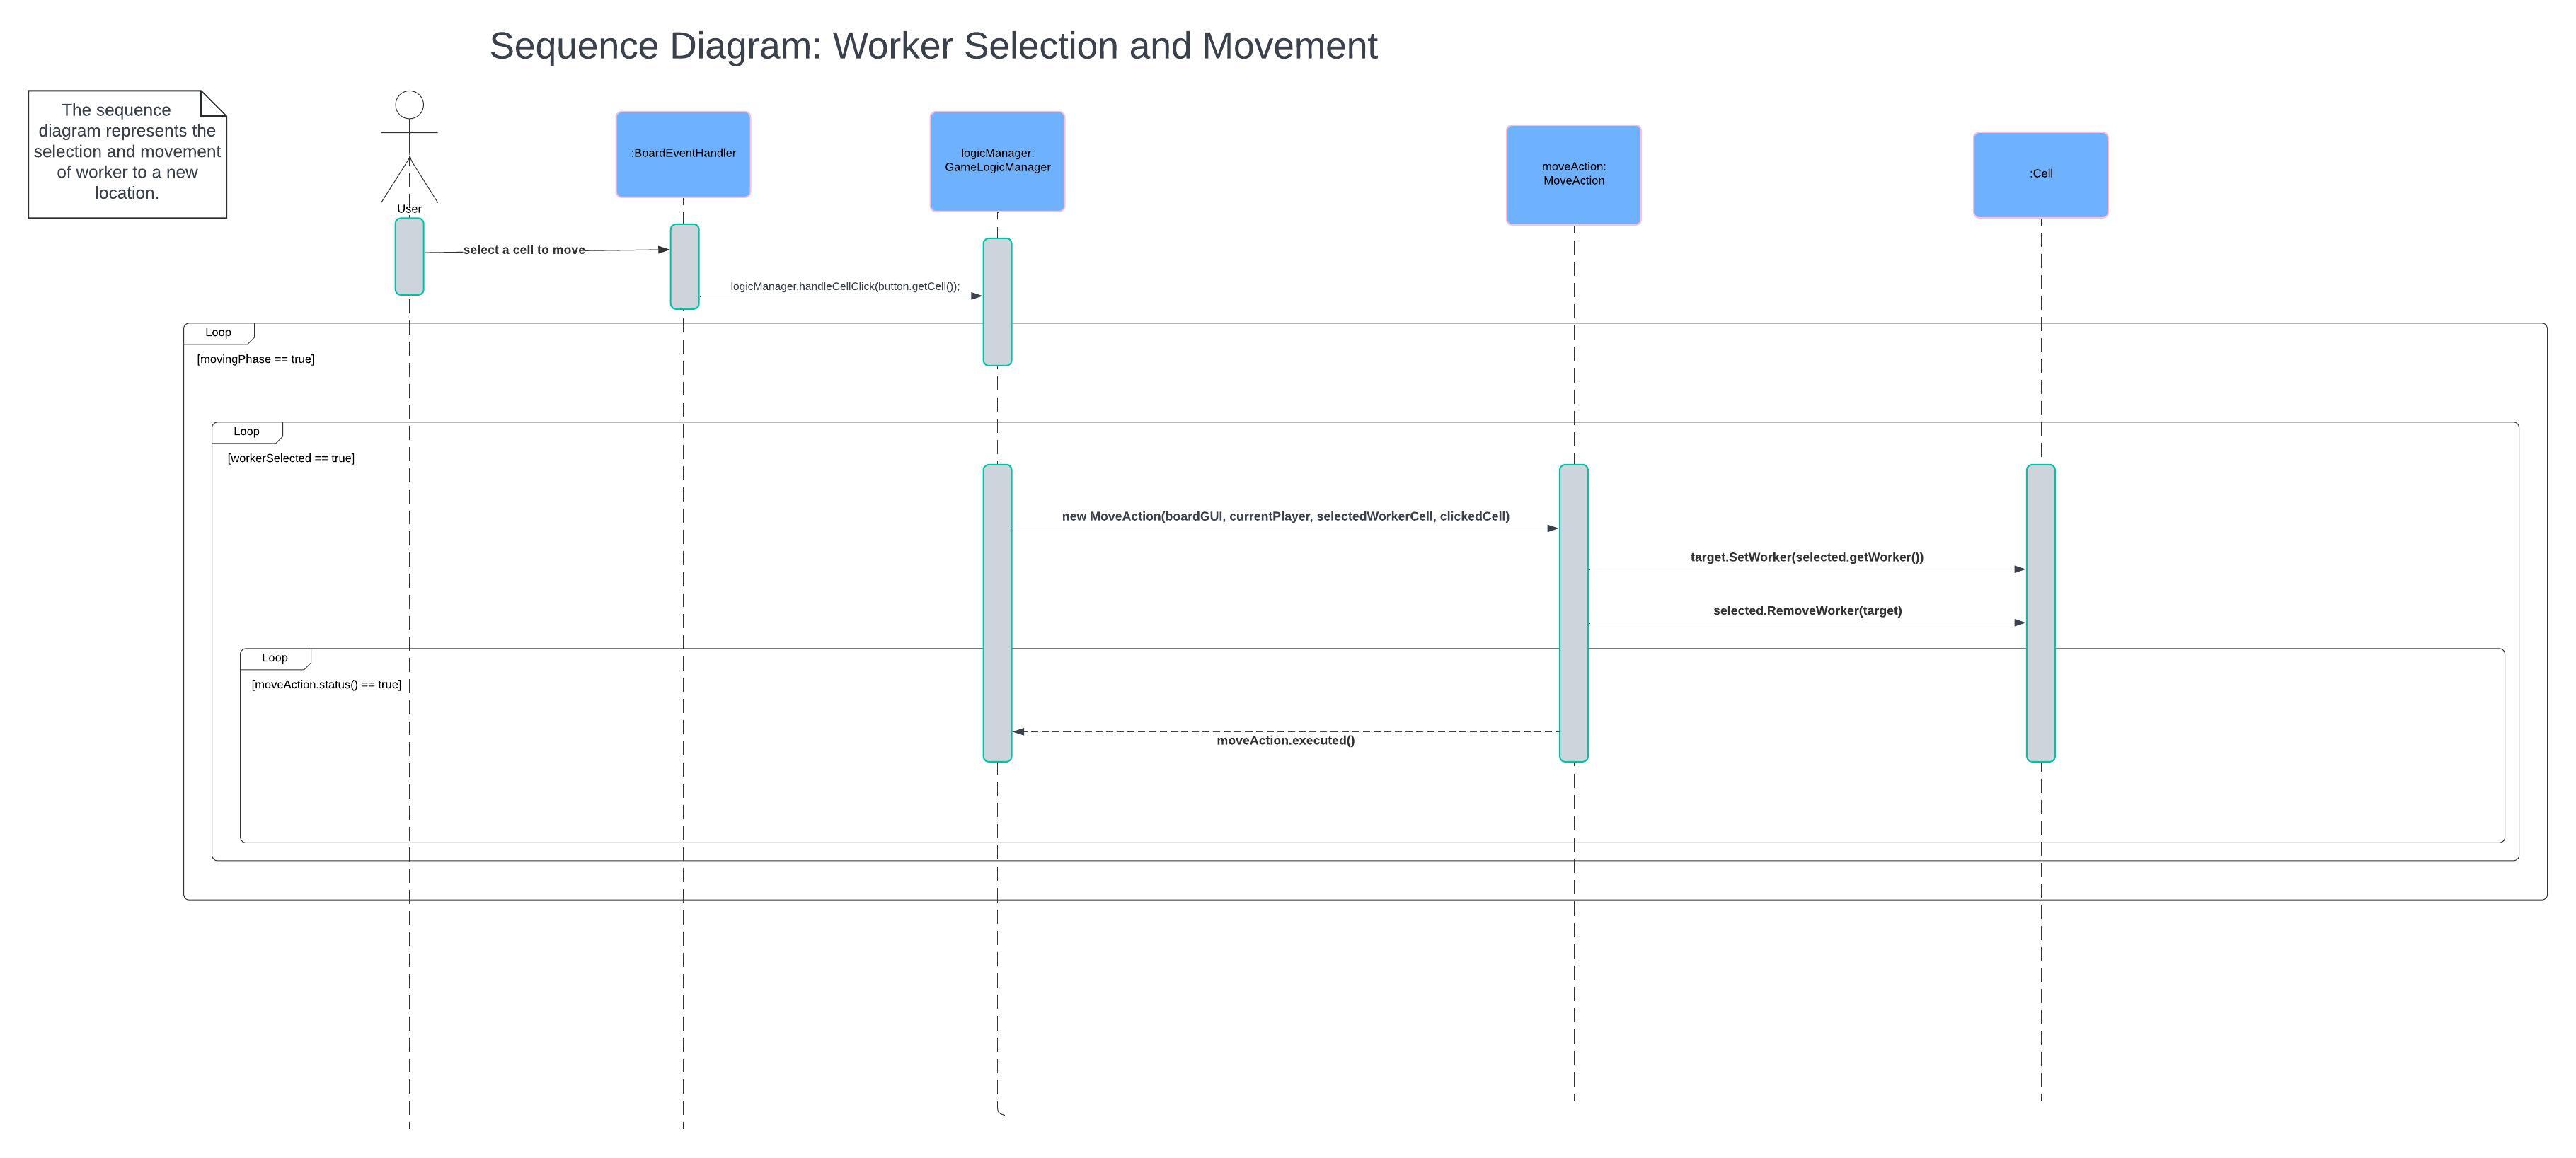 Sequence Diagram: Worker Selection and Movement
The sequence
diagram represents the
selection and movement
of worker to a new
location.
User
:BoardEventHandler
logicManager:
GameLogicManager
moveAction:
MoveAction
:Cell
select a cell to move
logicManager.handleCellClick(button.getCell());
Loop
[movingPhase == true]
Loop
[workerSelected == true]
new MoveAction(boardGUI, currentPlayer, selectedWorkerCell, clickedCell)
target.SetWorker(selected.getWorker())
selected.RemoveWorker(target)
Loop
[moveAction.status() == true]
moveAction.executed()